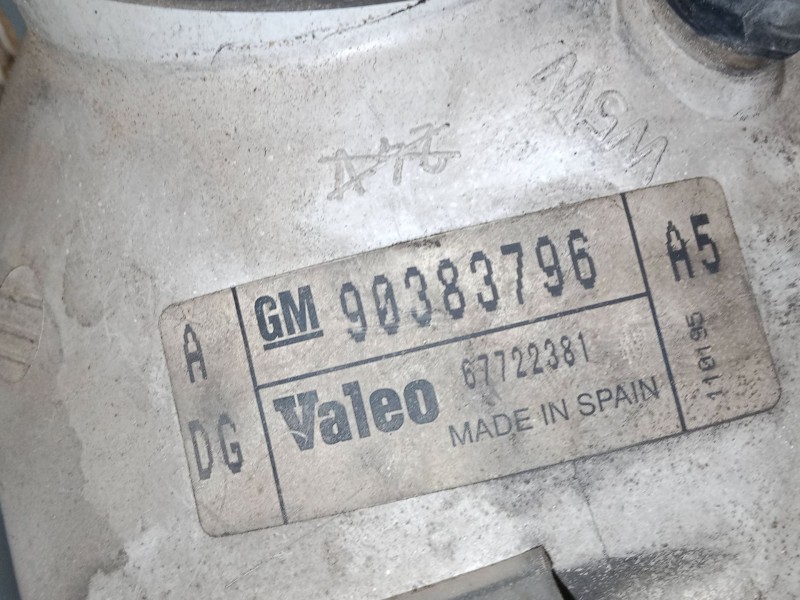 W5W
A
GM 90383796
A5
DG
Valeo 67722381
MADE IN SPAIN
110195